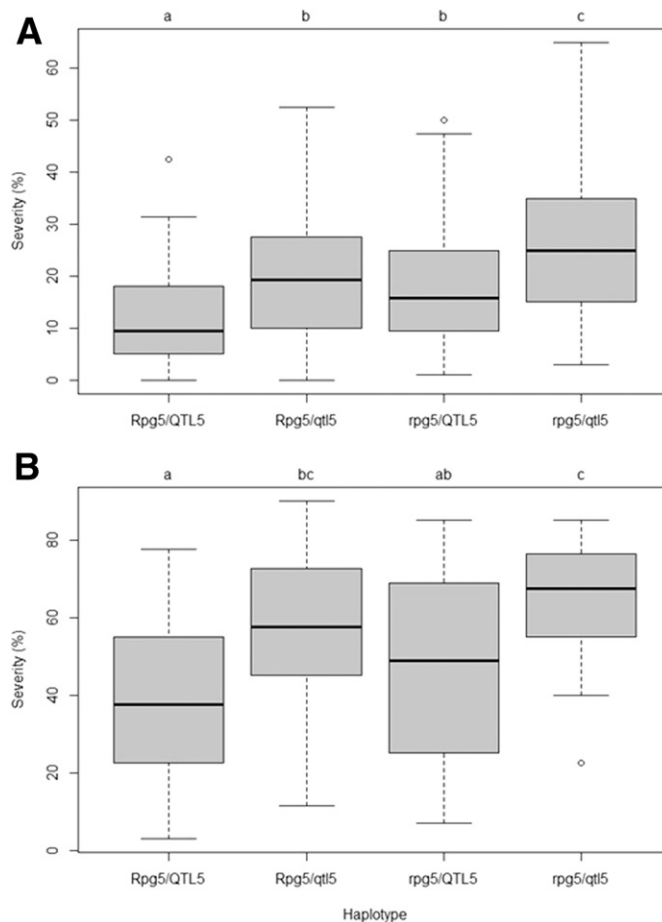 A
a b b c
Severity (%)
60
50
40
30
20
10
0
Rpg5/QTL5 Rpg5/qtl5 rpg5/QTL5 rpg5/qtl5
B
a bc ab c
Severity (%)
80
60
40
20
0
Rpg5/QTL5 Rpg5/qtl5 rpg5/QTL5 rpg5/qtl5
Haplotype